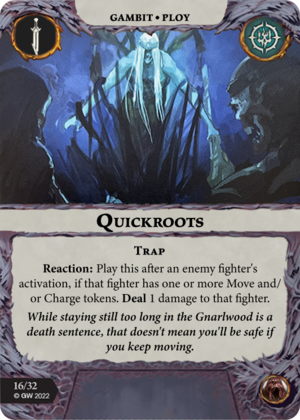 GAMBIT • PLOY
QUICKROOTS
TRAP
Reaction: Play this after an enemy fighter's
activation, if that fighter has one or more Move and/
or Charge tokens. Deal 1 damage to that fighter.
While staying still too long in the Gnarlwood is a
death sentence, that doesn't mean you'll be safe if
you keep moving.
16/32
© GW 2022